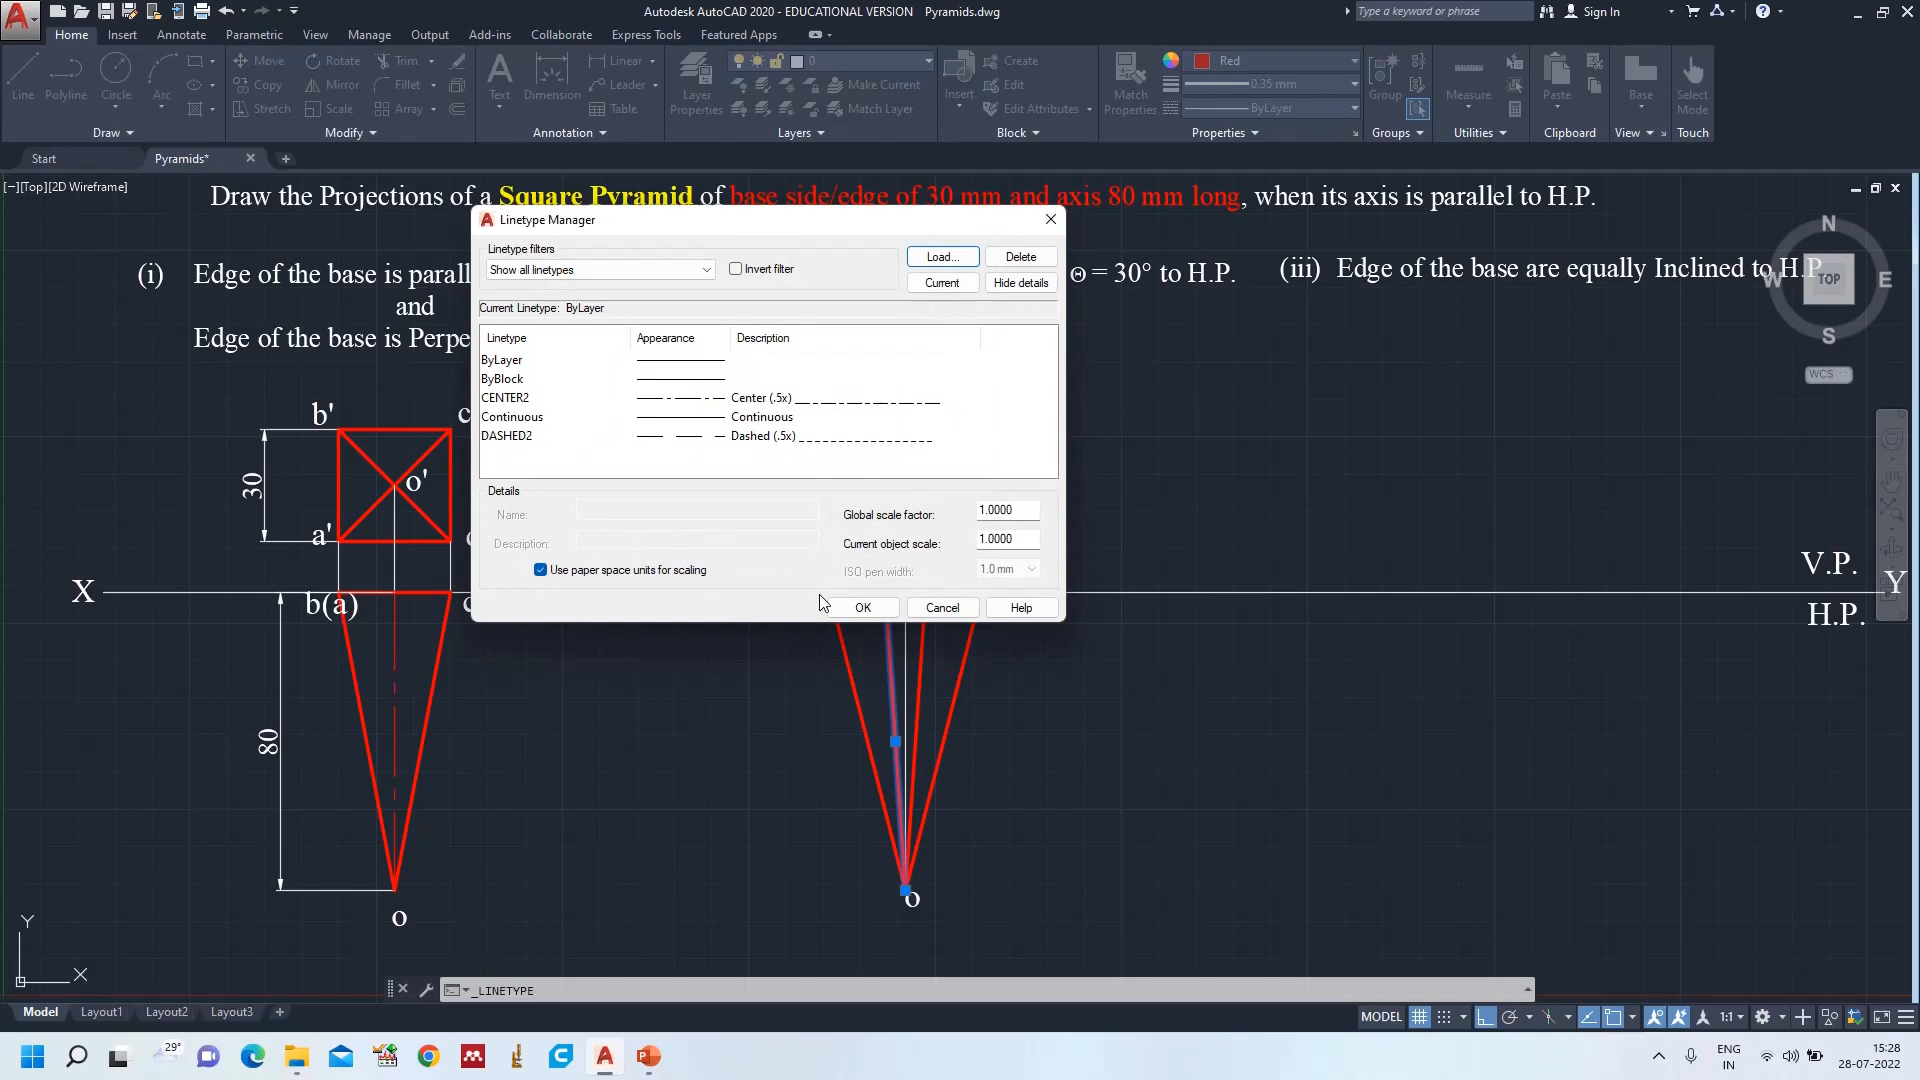 Autodesk AutoCAD 2020 - EDUCATIONAL VERSION Pyramids.dwg
Type a keyword or phrase
Sign In
Home Insert Annotate Parametric View Manage Output Add-ins Collaborate Express Tools Featured Apps
Line Polyline Circle Arc
Move Rotate Trim
Copy Mirror Fillet
Stretch Scale Array
Text Dimension
Linear
Leader
Table
Layer Properties
0
Make Current
Match Layer
Insert
Create
Edit
Edit Attributes
Match Properties
Red
0.35 mm
ByLayer
Group Measure Paste Base Select Mode
Draw Modify Annotation Layers Block Properties Groups Utilities Clipboard View Touch
Start Pyramids*
[−][Top][2D Wireframe]
Draw the Projections of a Square Pyramid of base side/edge of 30 mm and axis 80 mm long, when its axis is parallel to H.P.
(i) Edge of the base is parall
and
Edge of the base is Perpe
Θ = 30° to H.P.
(iii) Edge of the base are equally Inclined to H.P
N
W TOP E
S
WCS
Linetype Manager
Linetype filters
Show all linetypes
Invert filter
Load... Delete
Current Hide details
Current Linetype: ByLayer
Linetype Appearance Description
ByLayer
ByBlock
CENTER2 Center (.5x) ____ _ ____ _ ____ _ ____ _
Continuous Continuous
DASHED2 Dashed (.5x) _ _ _ _ _ _ _ _ _ _ _ _ _ _
Details
Name:
Description:
Use paper space units for scaling
Global scale factor: 1.0000
Current object scale: 1.0000
ISO pen width: 1.0 mm
OK Cancel Help
b' c
30
o'
a'
X
b(a) c
80
o
o
V.P.
Y
H.P.
Y
X
_LINETYPE
Model Layout1 Layout2 Layout3
MODEL 1:1
29°
ENG
IN
15:28
28-07-2022